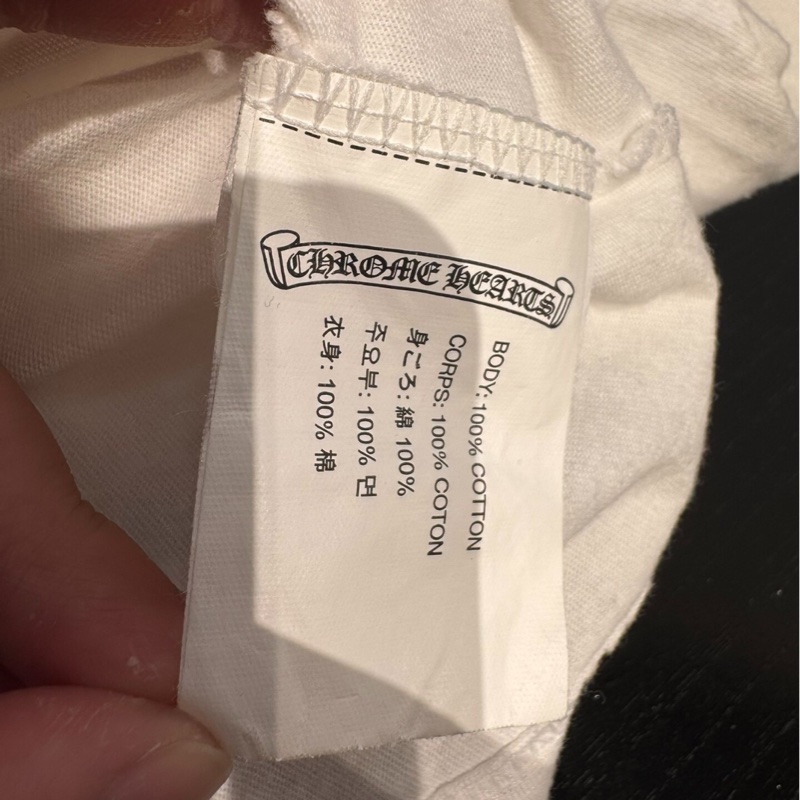 CHROME HEARTS
BODY: 100% COTTON
CORPS: 100% COTON
身ごろ: 綿 100%
주요부: 100% 면
衣身: 100% 棉